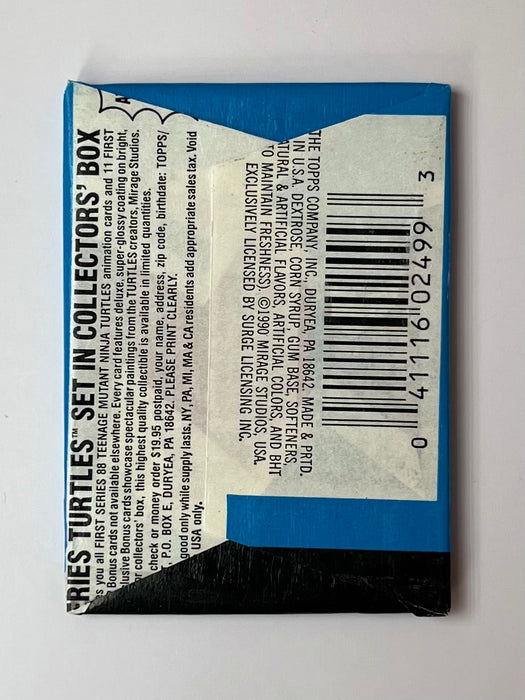 A
RIES TURTLES™ SET IN COLLECTORS' BOX
s you all FIRST SERIES 88 TEENAGE MUTANT NINJA TURTLES animation cards and 11 FIRST
Bonus cards not available elsewhere. Every card features deluxe, super-glossy coating on bright,
lusive Bonus cards showcase spectacular paintings from the TURTLES creators, Mirage Studios.
r collectors' box, this highest quality collectible is available in limited quantities.
check or money order $19.95 postpaid, your name, address, zip code, birthdate: TOPPS/
, P.O. BOX E, DURYEA, PA 18642. PLEASE PRINT CLEARLY.
good only while supply lasts. NY, PA, MI, MA & CA residents add appropriate sales tax. Void
USA only.
THE TOPPS COMPANY, INC., DURYEA, PA 18642. MADE & PRTD.
IN U.S.A. DEXTROSE, CORN SYRUP, GUM BASE, SOFTENERS,
TURAL & ARTIFICIAL FLAVORS, ARTIFICIAL COLORS, AND BHT
TO MAINTAIN FRESHNESS). ©1990 MIRAGE STUDIOS, USA.
EXCLUSIVELY LICENSED BY SURGE LICENSING INC.
0 41116 02499 3